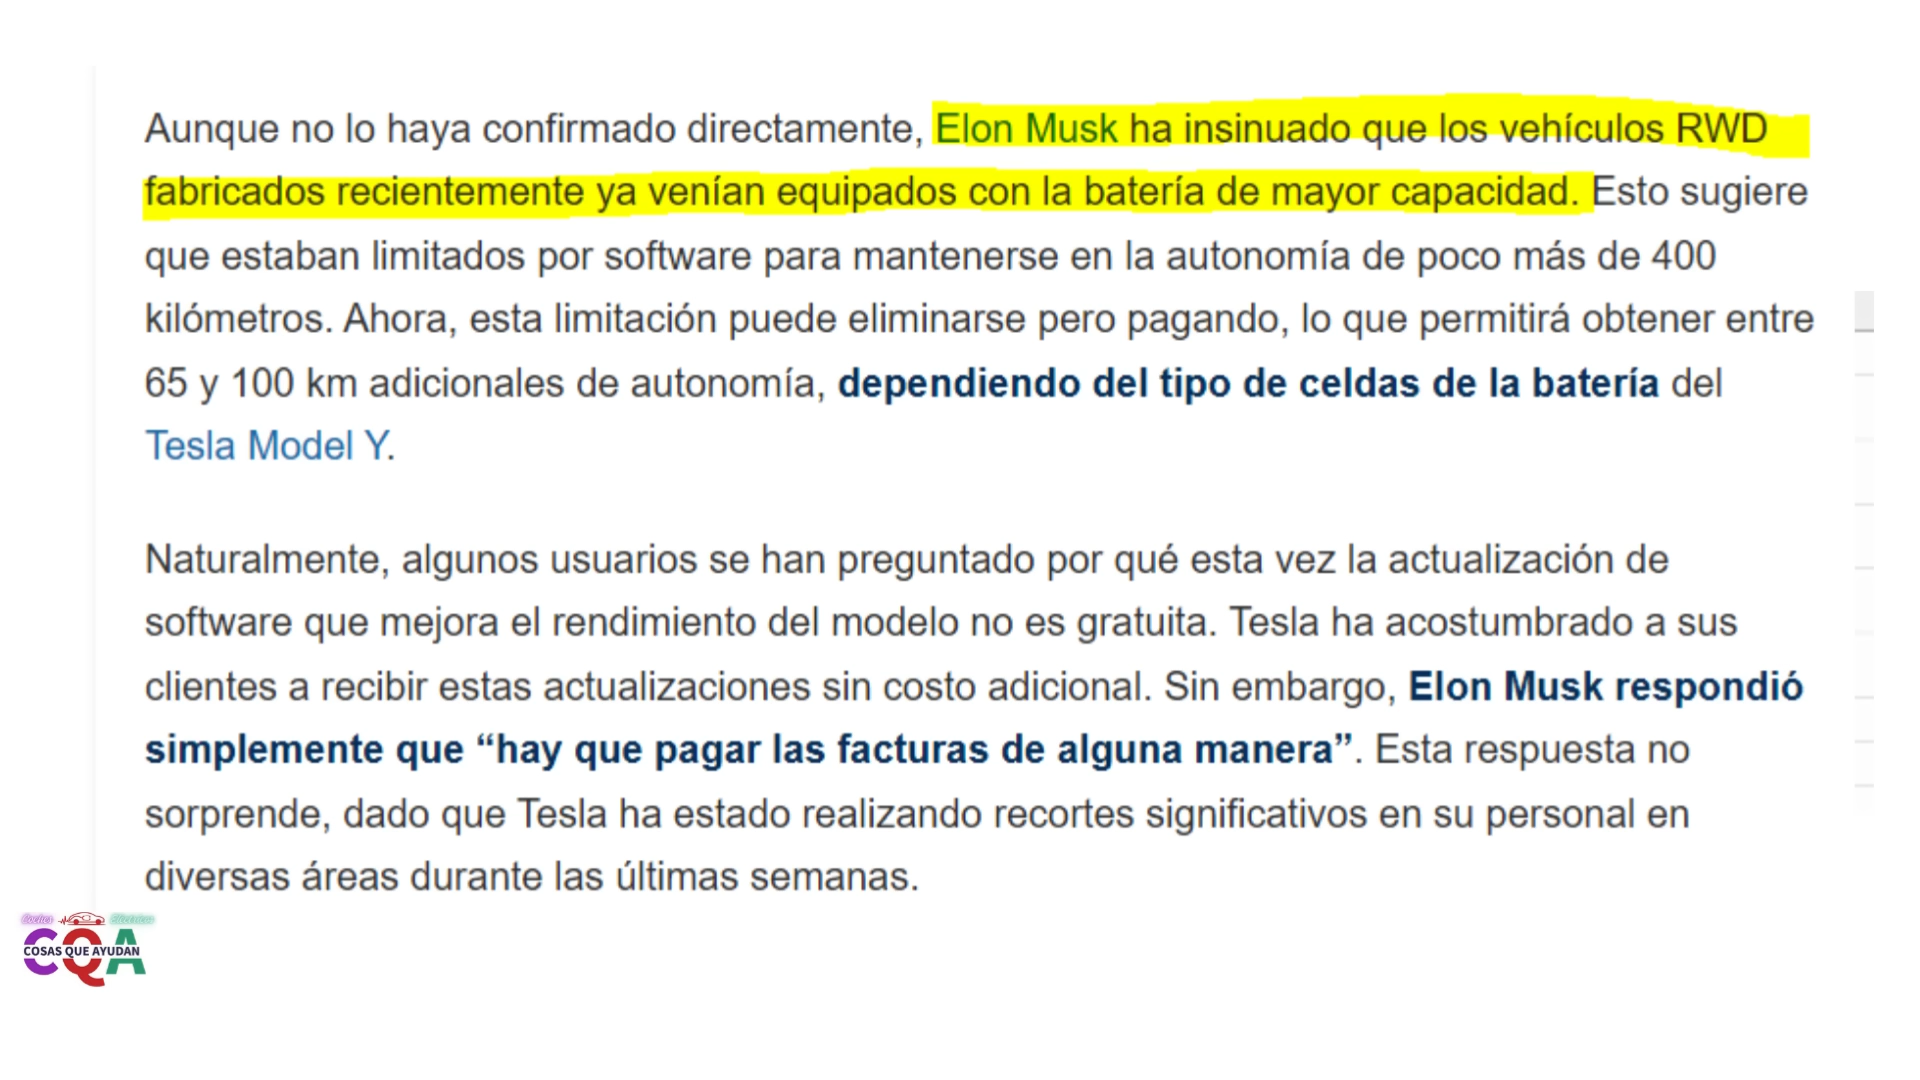 Aunque no lo haya confirmado directamente, Elon Musk ha insinuado que los vehículos RWD
fabricados recientemente ya venían equipados con la batería de mayor capacidad. Esto sugiere
que estaban limitados por software para mantenerse en la autonomía de poco más de 400
kilómetros. Ahora, esta limitación puede eliminarse pero pagando, lo que permitirá obtener entre
65 y 100 km adicionales de autonomía, dependiendo del tipo de celdas de la batería del
Tesla Model Y.
Naturalmente, algunos usuarios se han preguntado por qué esta vez la actualización de
software que mejora el rendimiento del modelo no es gratuita. Tesla ha acostumbrado a sus
clientes a recibir estas actualizaciones sin costo adicional. Sin embargo, Elon Musk respondió
simplemente que “hay que pagar las facturas de alguna manera”. Esta respuesta no
sorprende, dado que Tesla ha estado realizando recortes significativos en su personal en
diversas áreas durante las últimas semanas.
Coches Eléctricos
CQA
COSAS QUE AYUDAN